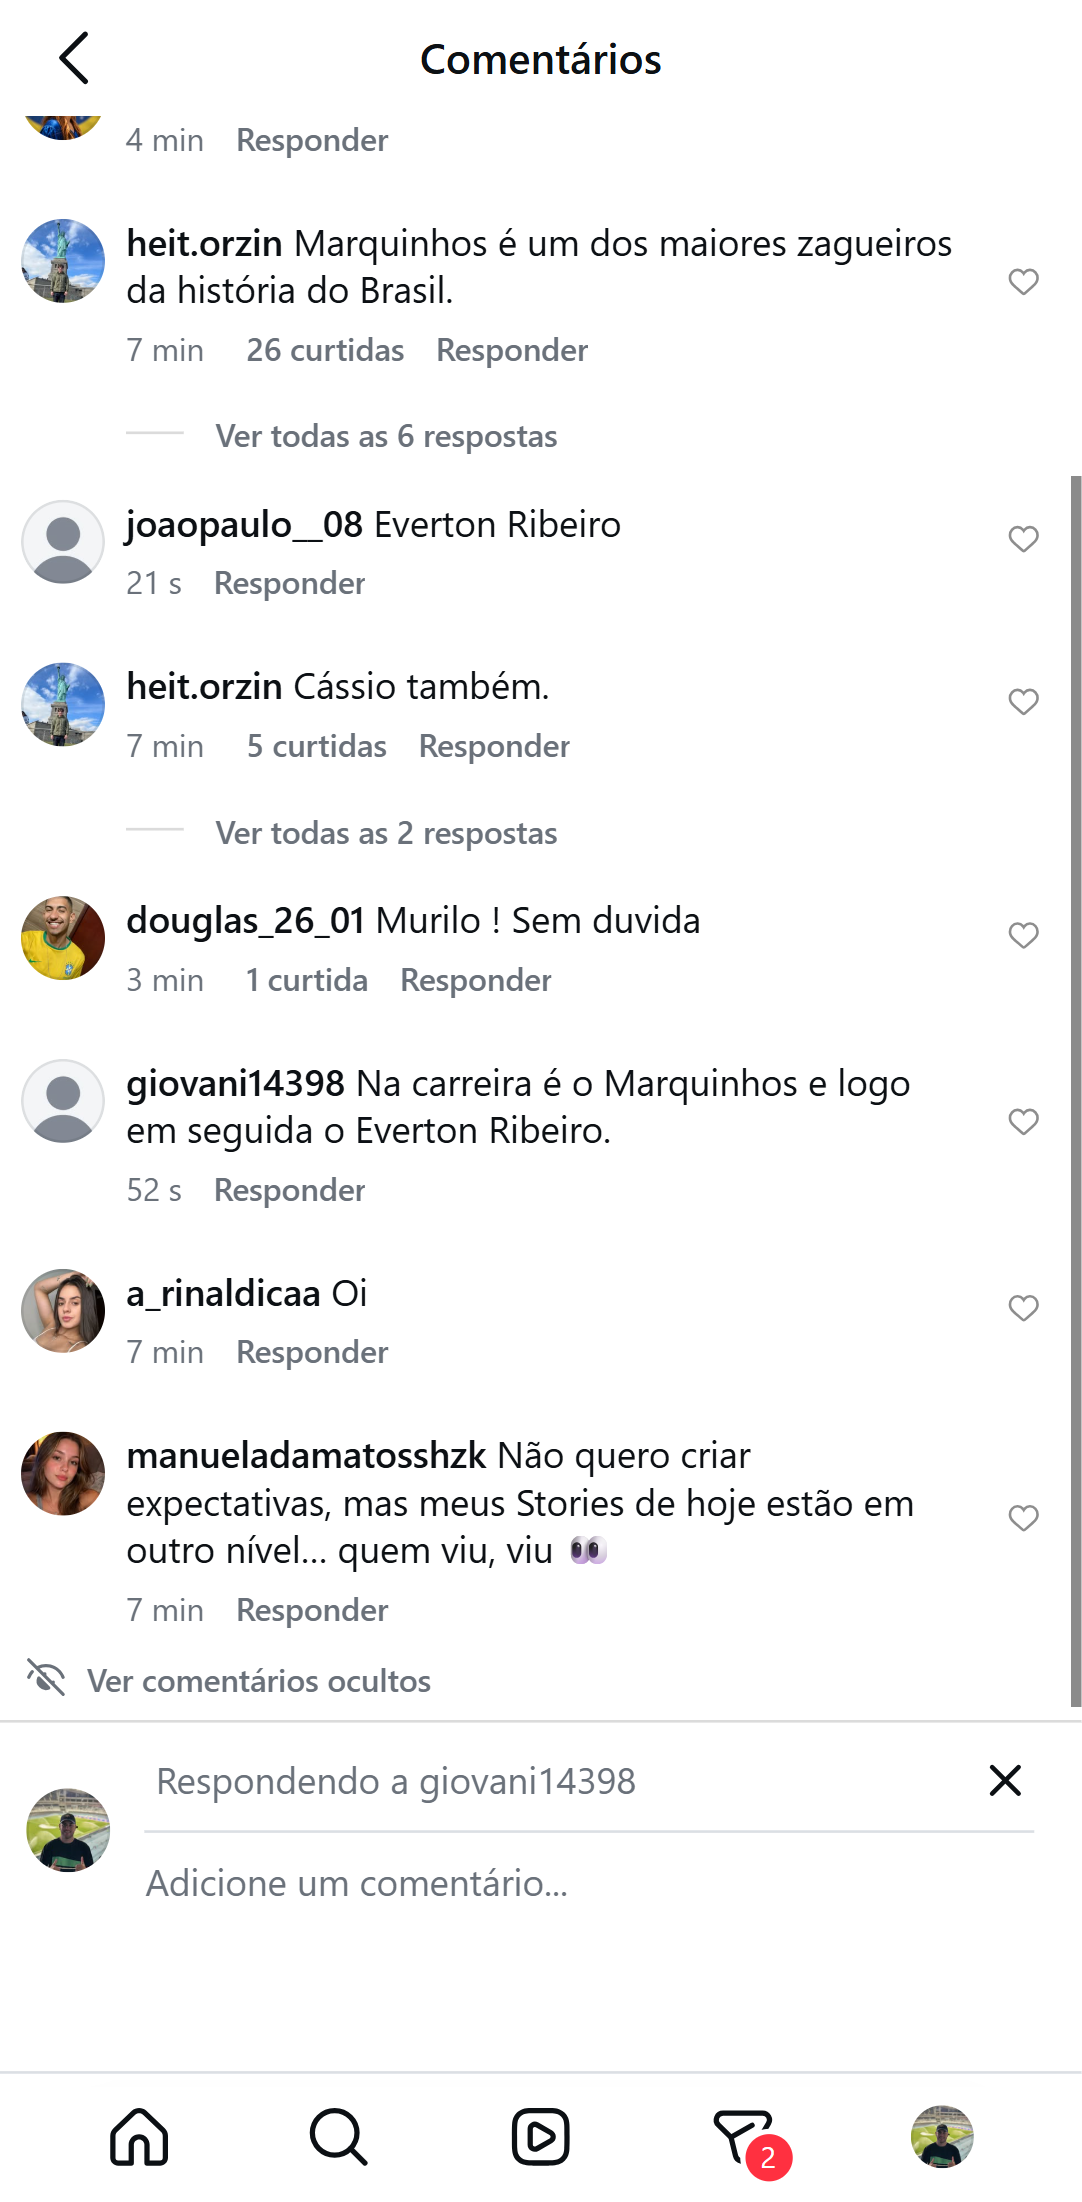 Comentários
4 min Responder
heit.orzin Marquinhos é um dos maiores zagueiros
da história do Brasil.
7 min 26 curtidas Responder
Ver todas as 6 respostas
joaopaulo__08 Everton Ribeiro
21 s Responder
heit.orzin Cássio também.
7 min 5 curtidas Responder
Ver todas as 2 respostas
douglas_26_01 Murilo ! Sem duvida
3 min 1 curtida Responder
giovani14398 Na carreira é o Marquinhos e logo
em seguida o Everton Ribeiro.
52 s Responder
a_rinaldicaa Oi
7 min Responder
manueladamatosshzk Não quero criar
expectativas, mas meus Stories de hoje estão em
outro nível... quem viu, viu 👀
7 min Responder
Ver comentários ocultos
Respondendo a giovani14398
Adicione um comentário...
2